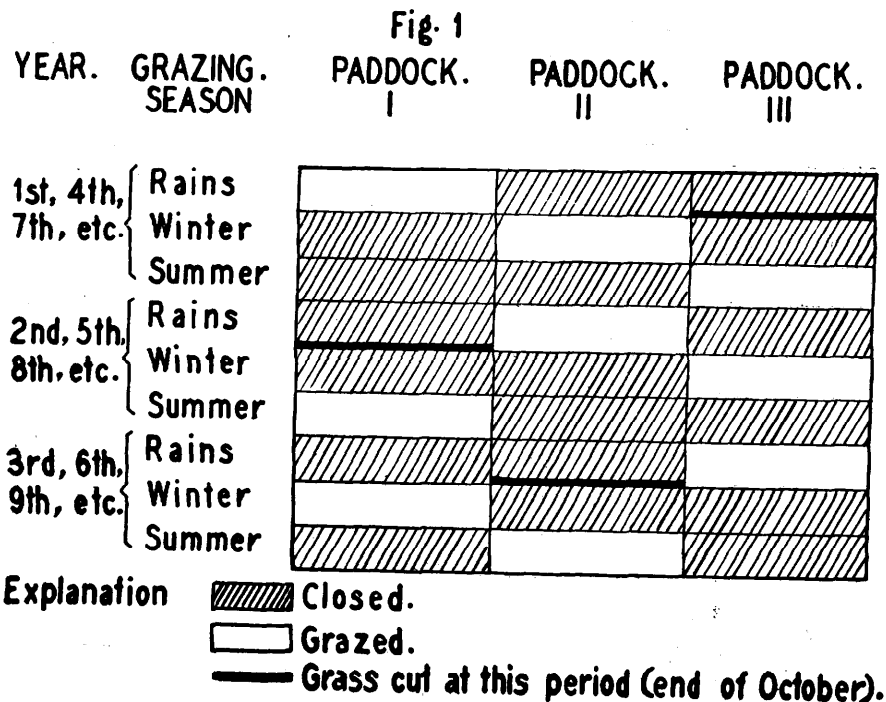 Fig. 1
YEAR. GRAZING. SEASON PADDOCK. I PADDOCK. II PADDOCK. III
1st, 4th, 7th, etc. Rains
Winter
Summer
2nd, 5th, 8th, etc. Rains
Winter
Summer
3rd, 6th, 9th, etc. Rains
Winter
Summer
Explanation Closed.
Grazed.
Grass cut at this period (end of October).